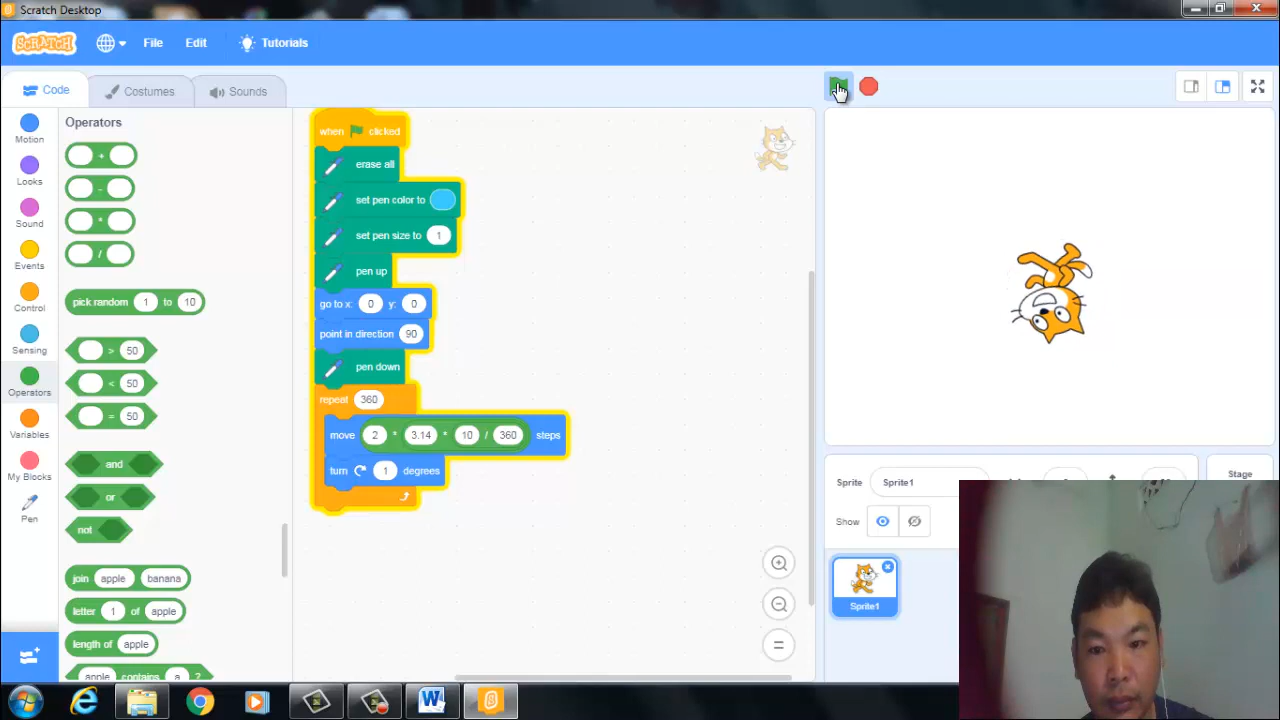 Scratch Desktop
SCRATCH
File
Edit
Tutorials
Code
Costumes
Sounds
Motion
Looks
Sound
Events
Control
Sensing
Operators
Variables
My Blocks
Pen
Operators
+
-
*
/
pick random 1 to 10
> 50
< 50
= 50
and
or
not
join apple banana
letter 1 of apple
length of apple
apple contains a ?
when clicked
erase all
set pen color to
set pen size to 1
pen up
go to x: 0 y: 0
point in direction 90
pen down
repeat 360
move 2 * 3.14 * 10 / 360 steps
turn 1 degrees
=
Sprite Sprite1
Show
Sprite1
Stage